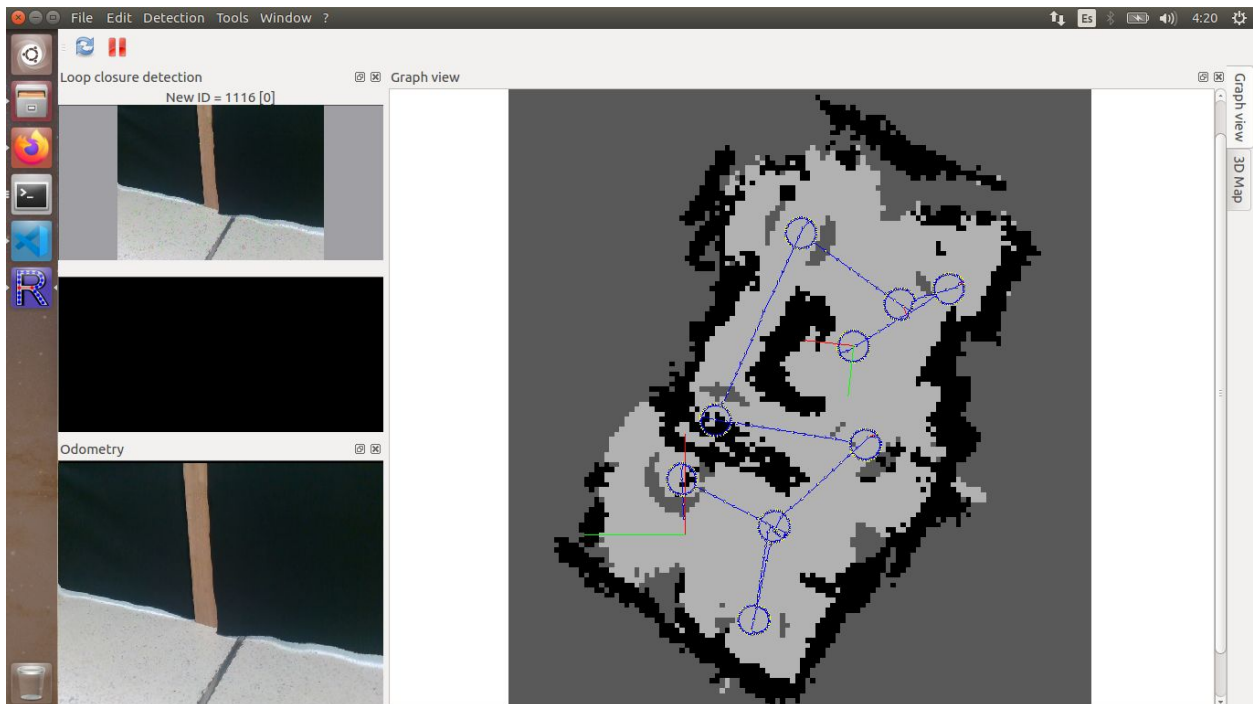 File Edit Detection Tools Window ?
Es
4:20
Loop closure detection
New ID = 1116 [0]
Odometry
Graph view
Graph view
3D Map